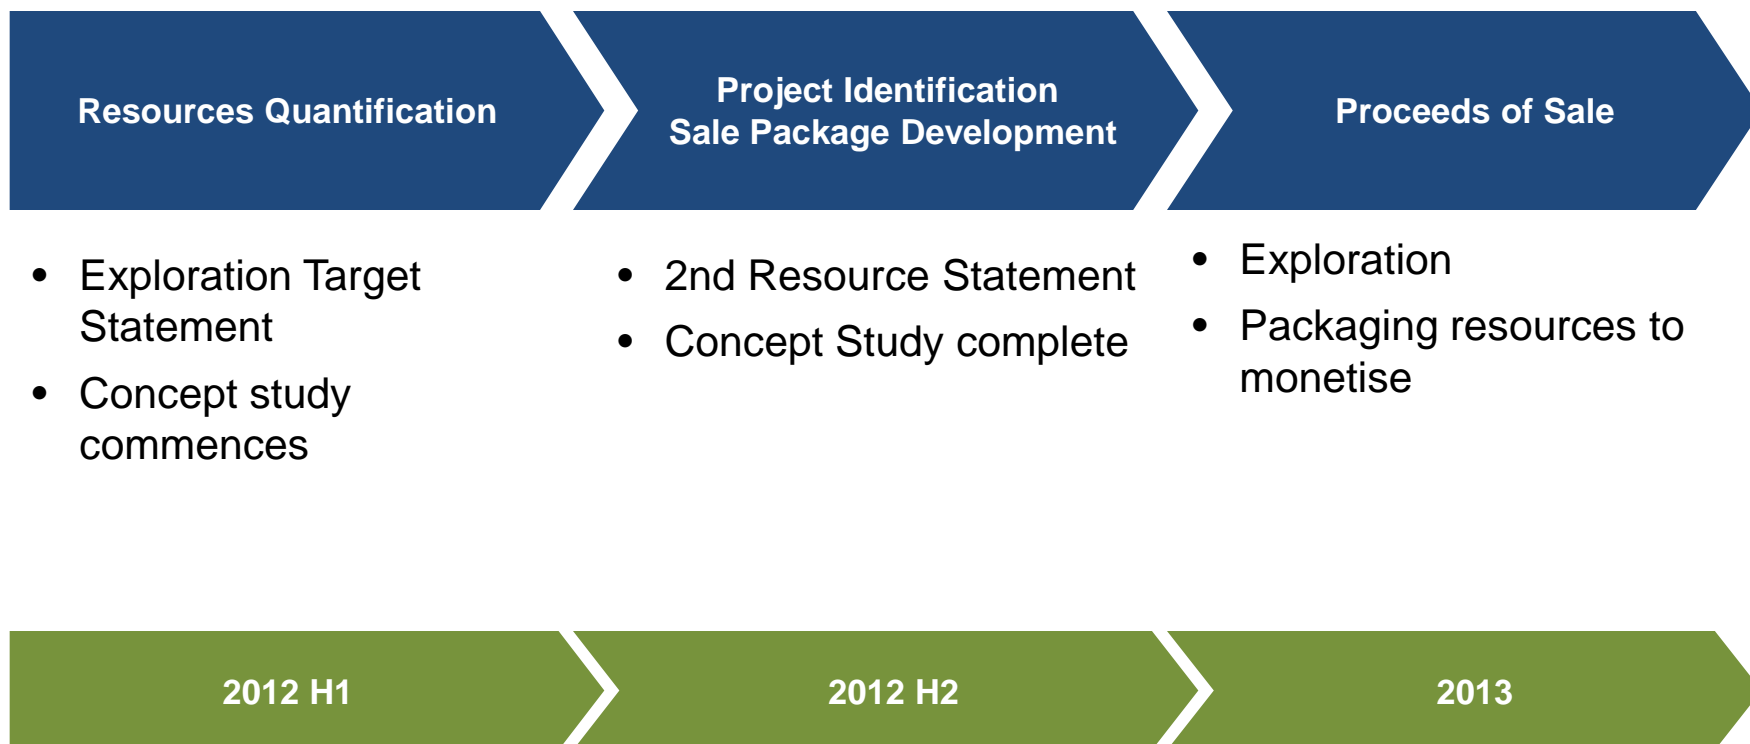 Resources Quantification
Project Identification
Sale Package Development
Proceeds of Sale
• Exploration Target
Statement
• Concept study
commences
• 2nd Resource Statement
• Concept Study complete
• Exploration
• Packaging resources to
monetise
2012 H1
2012 H2
2013